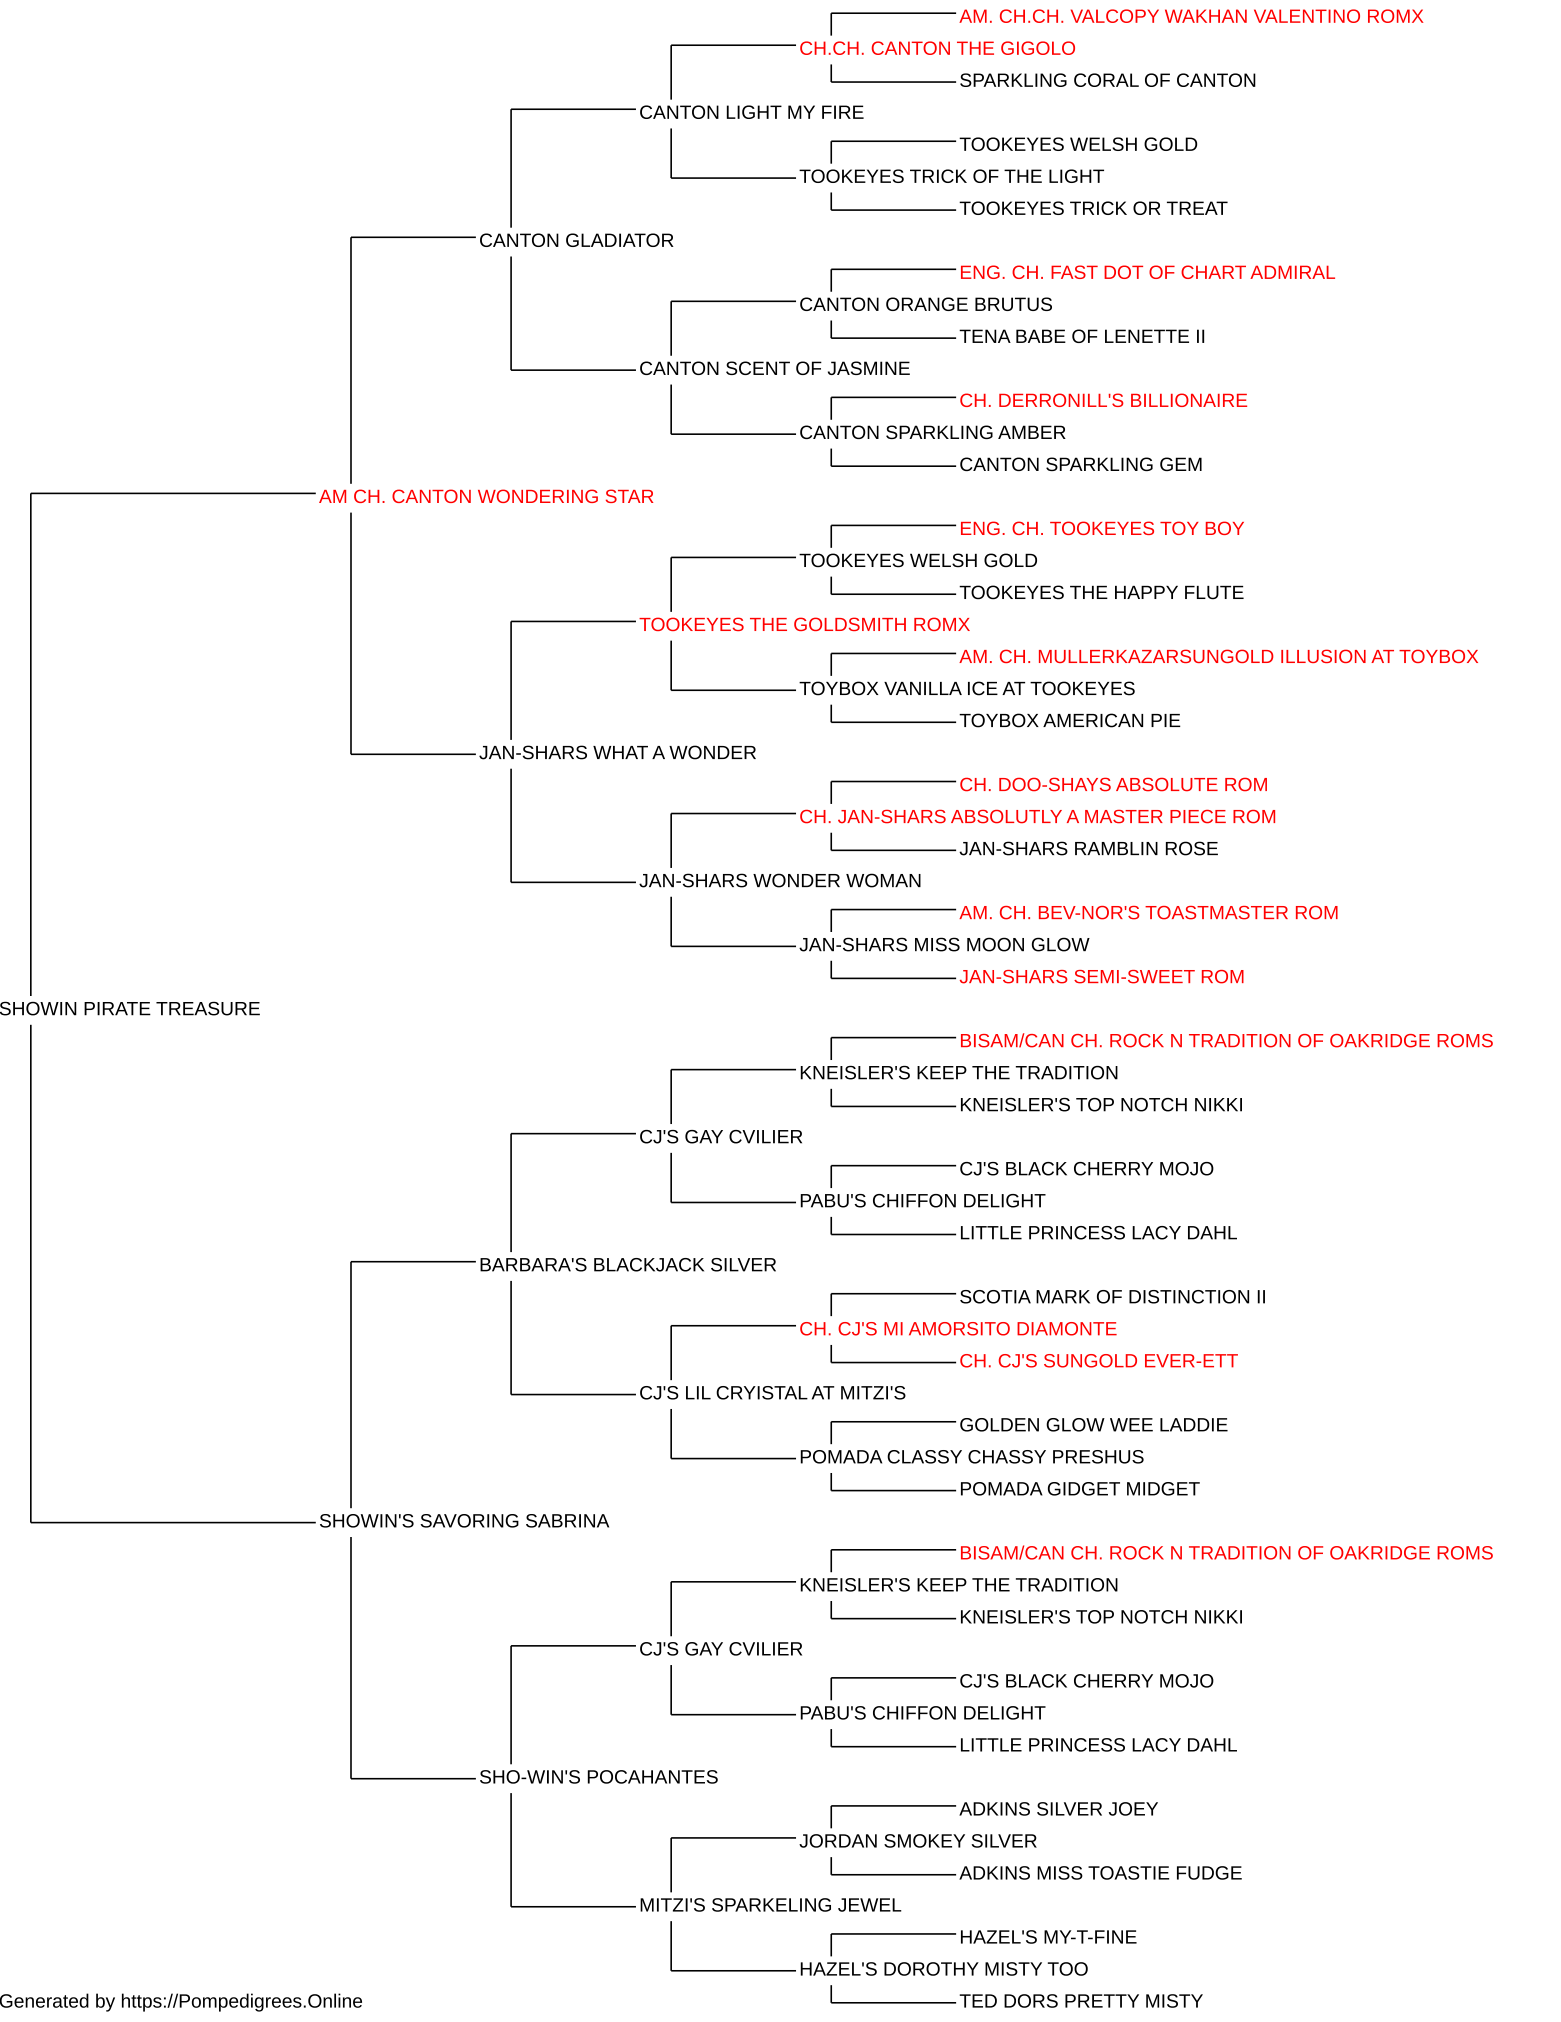 AM. CH.CH. VALCOPY WAKHAN VALENTINO ROMX
CH.CH. CANTON THE GIGOLO
SPARKLING CORAL OF CANTON
CANTON LIGHT MY FIRE
TOOKEYES WELSH GOLD
TOOKEYES TRICK OF THE LIGHT
TOOKEYES TRICK OR TREAT
CANTON GLADIATOR
ENG. CH. FAST DOT OF CHART ADMIRAL
CANTON ORANGE BRUTUS
TENA BABE OF LENETTE II
CANTON SCENT OF JASMINE
CH. DERRONILL'S BILLIONAIRE
CANTON SPARKLING AMBER
CANTON SPARKLING GEM
AM CH. CANTON WONDERING STAR
ENG. CH. TOOKEYES TOY BOY
TOOKEYES WELSH GOLD
TOOKEYES THE HAPPY FLUTE
TOOKEYES THE GOLDSMITH ROMX
AM. CH. MULLERKAZARSUNGOLD ILLUSION AT TOYBOX
TOYBOX VANILLA ICE AT TOOKEYES
TOYBOX AMERICAN PIE
JAN-SHARS WHAT A WONDER
CH. DOO-SHAYS ABSOLUTE ROM
CH. JAN-SHARS ABSOLUTLY A MASTER PIECE ROM
JAN-SHARS RAMBLIN ROSE
JAN-SHARS WONDER WOMAN
AM. CH. BEV-NOR'S TOASTMASTER ROM
JAN-SHARS MISS MOON GLOW
JAN-SHARS SEMI-SWEET ROM
SHOWIN PIRATE TREASURE
BISAM/CAN CH. ROCK N TRADITION OF OAKRIDGE ROMS
KNEISLER'S KEEP THE TRADITION
KNEISLER'S TOP NOTCH NIKKI
CJ'S GAY CVILIER
CJ'S BLACK CHERRY MOJO
PABU'S CHIFFON DELIGHT
LITTLE PRINCESS LACY DAHL
BARBARA'S BLACKJACK SILVER
SCOTIA MARK OF DISTINCTION II
CH. CJ'S MI AMORSITO DIAMONTE
CH. CJ'S SUNGOLD EVER-ETT
CJ'S LIL CRYISTAL AT MITZI'S
GOLDEN GLOW WEE LADDIE
POMADA CLASSY CHASSY PRESHUS
POMADA GIDGET MIDGET
SHOWIN'S SAVORING SABRINA
BISAM/CAN CH. ROCK N TRADITION OF OAKRIDGE ROMS
KNEISLER'S KEEP THE TRADITION
KNEISLER'S TOP NOTCH NIKKI
CJ'S GAY CVILIER
CJ'S BLACK CHERRY MOJO
PABU'S CHIFFON DELIGHT
LITTLE PRINCESS LACY DAHL
SHO-WIN'S POCAHANTES
ADKINS SILVER JOEY
JORDAN SMOKEY SILVER
ADKINS MISS TOASTIE FUDGE
MITZI'S SPARKELING JEWEL
HAZEL'S MY-T-FINE
HAZEL'S DOROTHY MISTY TOO
TED DORS PRETTY MISTY
Generated by https://Pompedigrees.Online